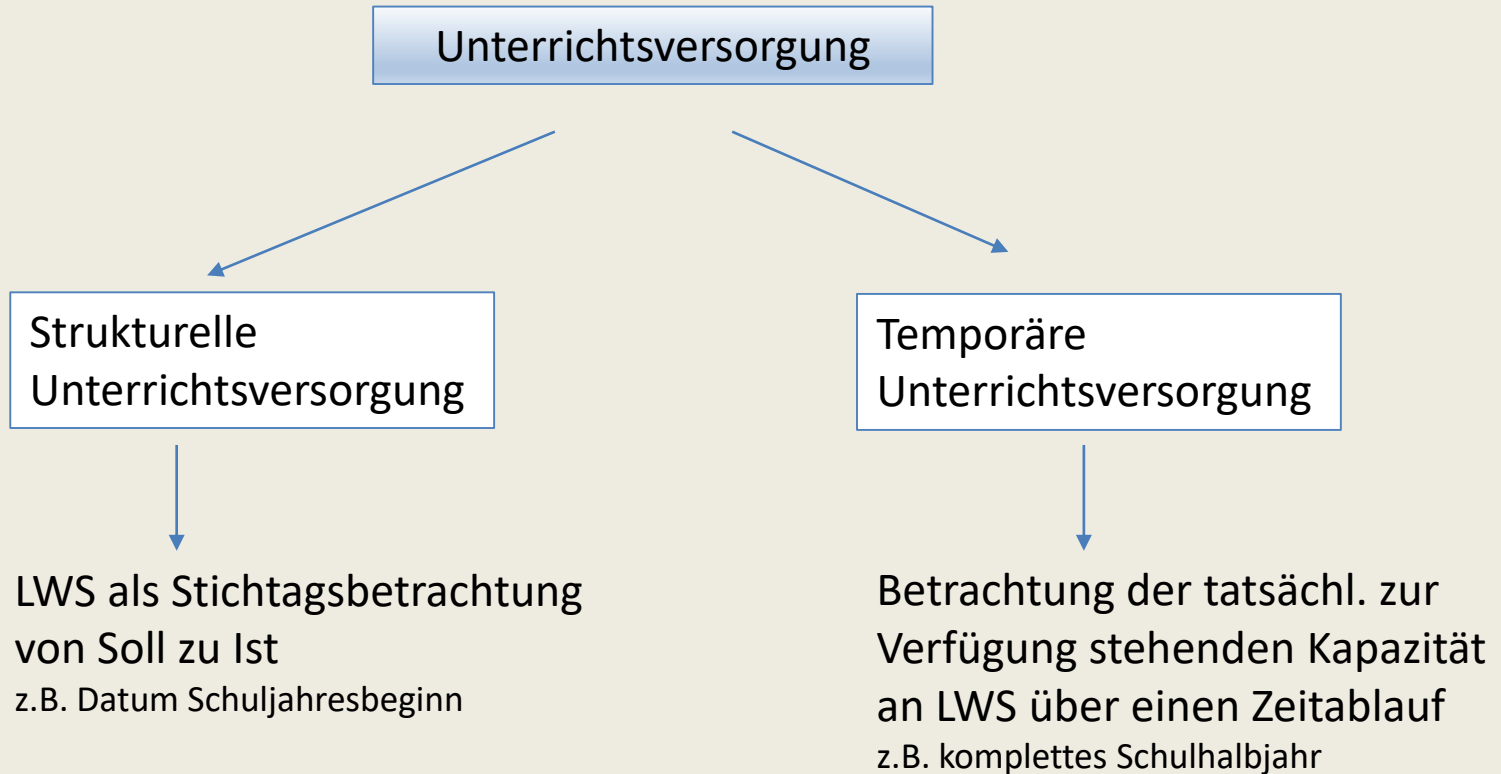 Unterrichtsversorgung
Strukturelle
Unterrichtsversorgung
Temporäre
Unterrichtsversorgung
LWS als Stichtagsbetrachtung
von Soll zu Ist
z.B. Datum Schuljahresbeginn
Betrachtung der tatsächl. zur
Verfügung stehenden Kapazität
an LWS über einen Zeitablauf
z.B. komplettes Schulhalbjahr